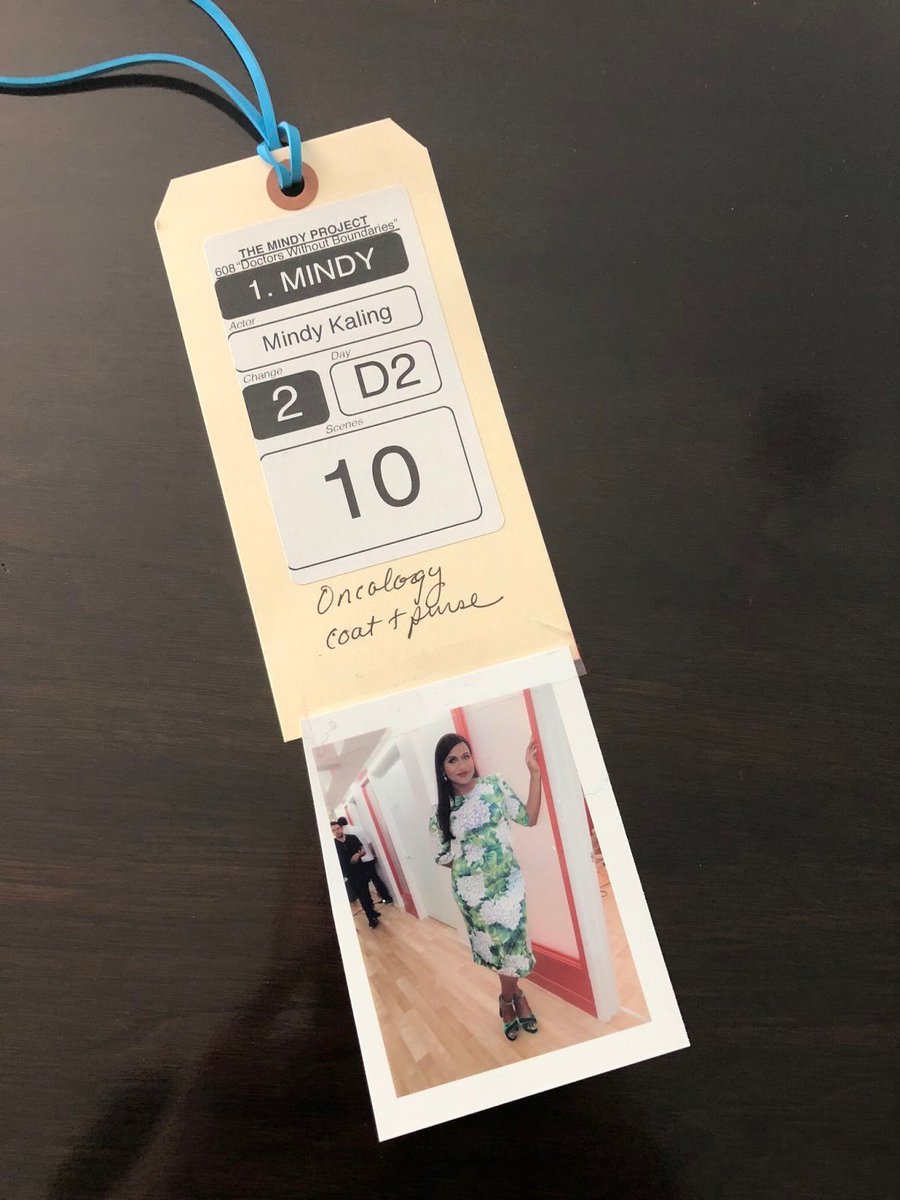 THE MINDY PROJECT
608 "Doctors Without Boundaries"
1. MINDY
Actor
Mindy Kaling
Change
2
Day
D2
Scenes
10
Oncology
coat + purse